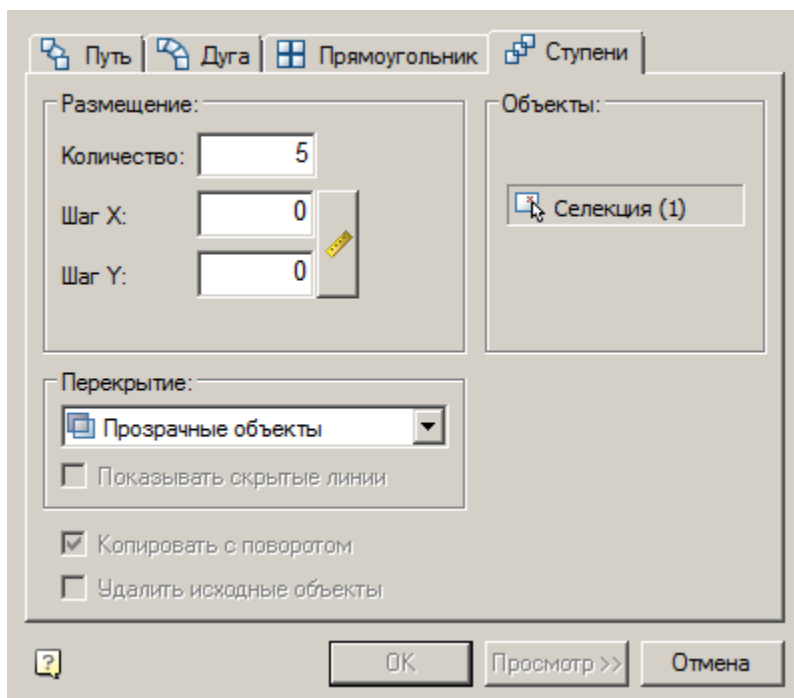 Путь Дуга Прямоугольник Ступени
Размещение:
Количество: 5
Шаг X: 0
Шаг Y: 0
Объекты:
Селекция (1)
Перекрытие:
Прозрачные объекты
Показывать скрытые линии
Копировать с поворотом
Удалить исходные объекты
? OK Просмотр >> Отмена